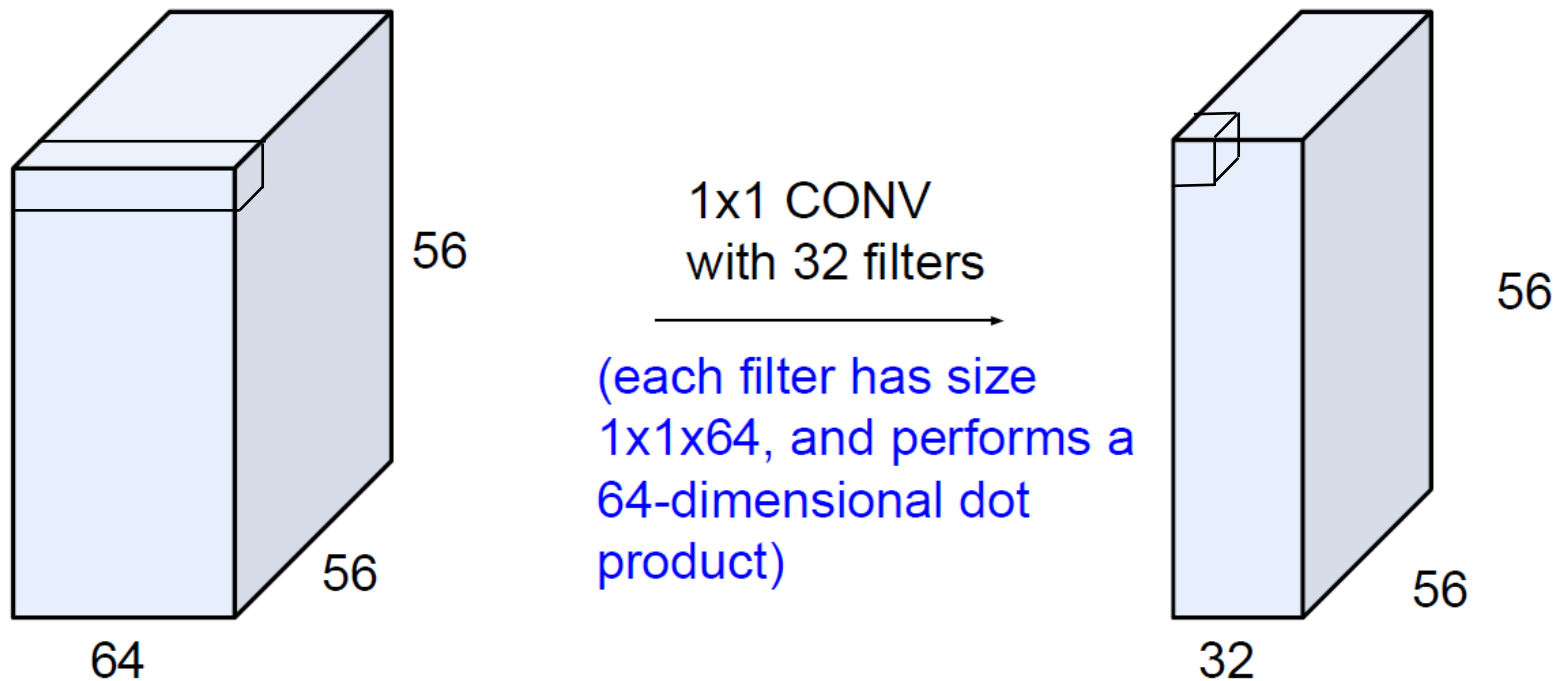 56
56
64
1x1 CONV
with 32 filters
(each filter has size
1x1x64, and performs a
64-dimensional dot
product)
56
56
32